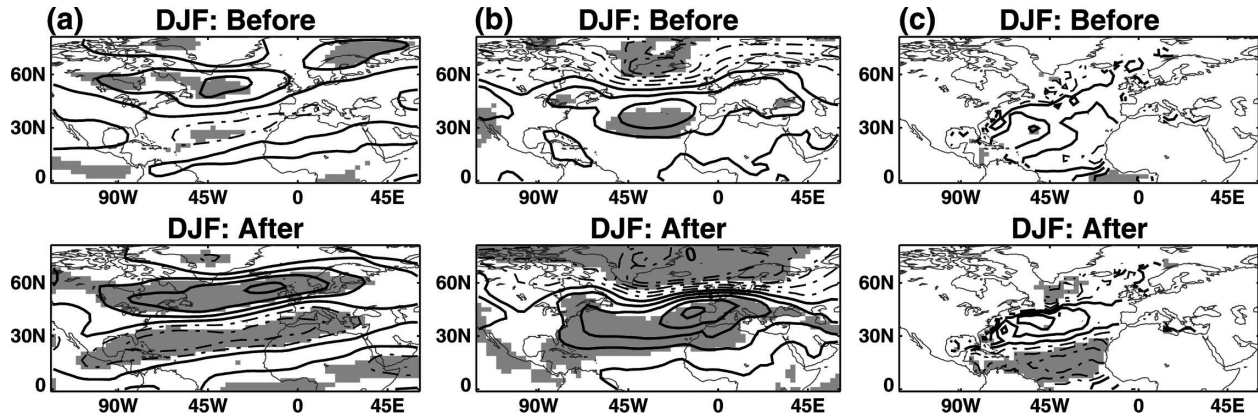 (a) DJF: Before (b) DJF: Before (c) DJF: Before
60N 60N 60N
30N 30N 30N
0 0 0
90W 45W 0 45E 90W 45W 0 45E 90W 45W 0 45E
DJF: After DJF: After DJF: After
60N 60N 60N
30N 30N 30N
0 0 0
90W 45W 0 45E 90W 45W 0 45E 90W 45W 0 45E